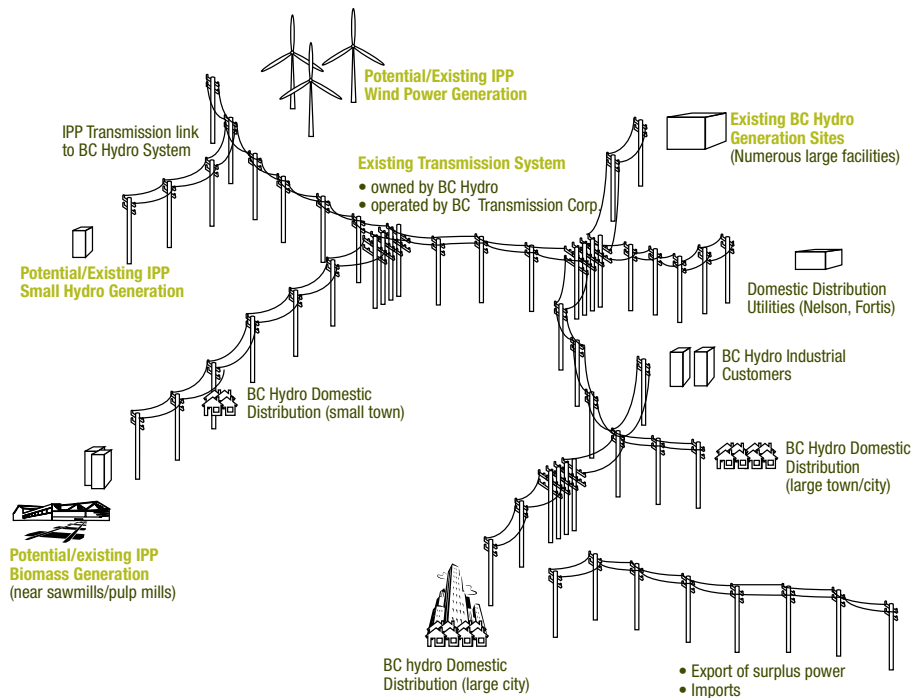 Potential/Existing IPP
Wind Power Generation
IPP Transmission link
to BC Hydro System
Existing BC Hydro
Generation Sites
(Numerous large facilities)
Existing Transmission System
• owned by BC Hydro
• operated by BC Transmission Corp.
Potential/Existing IPP
Small Hydro Generation
Domestic Distribution
Utilities (Nelson, Fortis)
BC Hydro Industrial
Customers
BC Hydro Domestic
Distribution (small town)
BC Hydro Domestic
Distribution
(large town/city)
Potential/existing IPP
Biomass Generation
(near sawmills/pulp mills)
BC hydro Domestic
Distribution (large city)
• Export of surplus power
• Imports